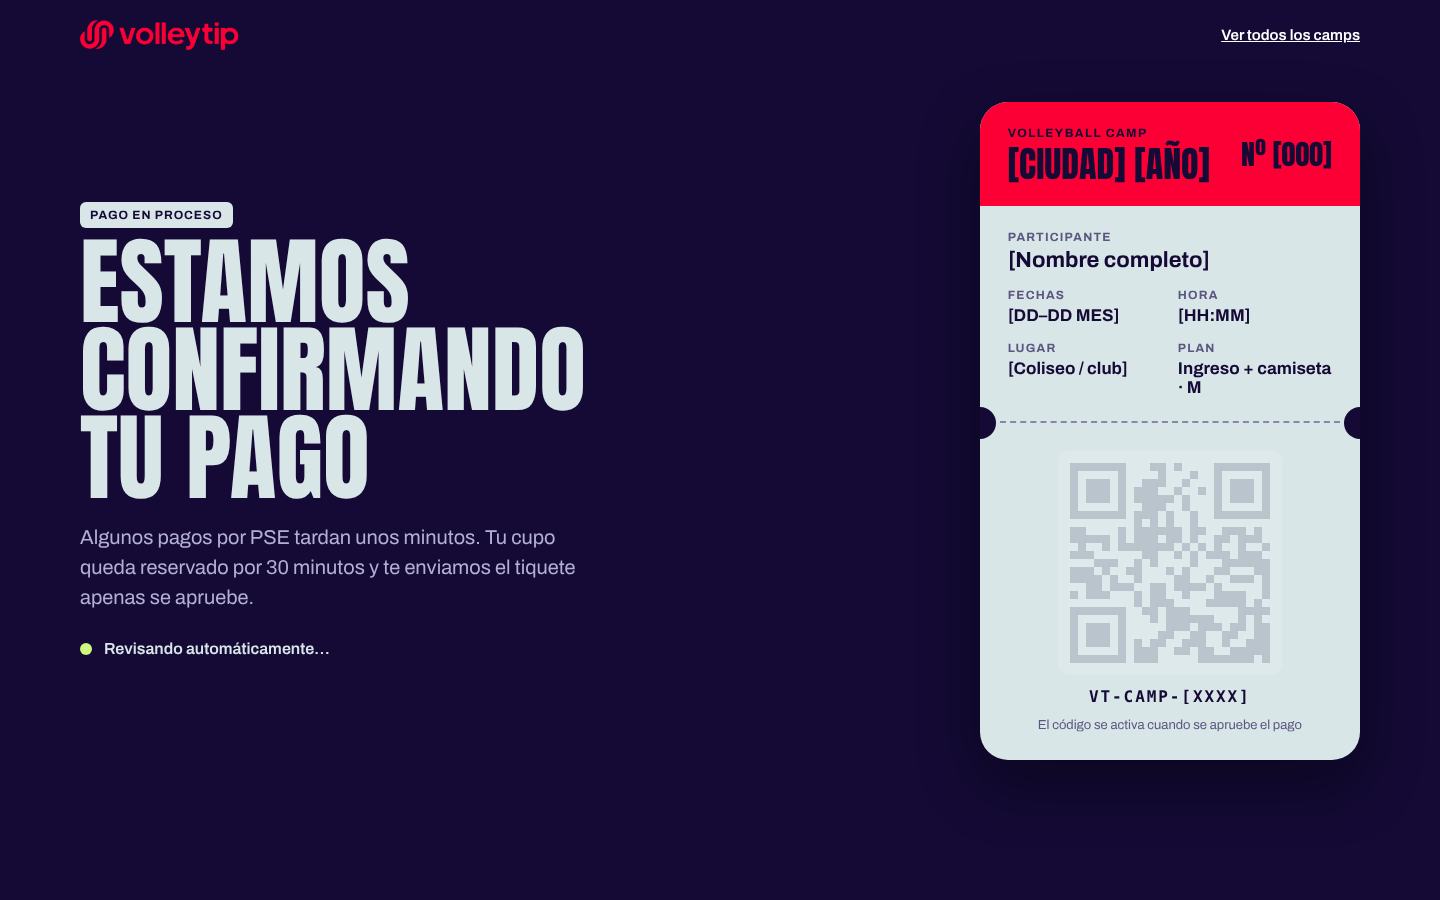 volleytip
Ver todos los camps
PAGO EN PROCESO
ESTAMOS
CONFIRMANDO
TU PAGO
Algunos pagos por PSE tardan unos minutos. Tu cupo
queda reservado por 30 minutos y te enviamos el tiquete
apenas se apruebe.
Revisando automáticamente…
VOLLEYBALL CAMP
[CIUDAD] [AÑO]
Nº [000]
PARTICIPANTE
[Nombre completo]
FECHAS
[DD–DD MES]
HORA
[HH:MM]
LUGAR
[Coliseo / club]
PLAN
Ingreso + camiseta
· M
VT-CAMP-[XXXX]
El código se activa cuando se apruebe el pago